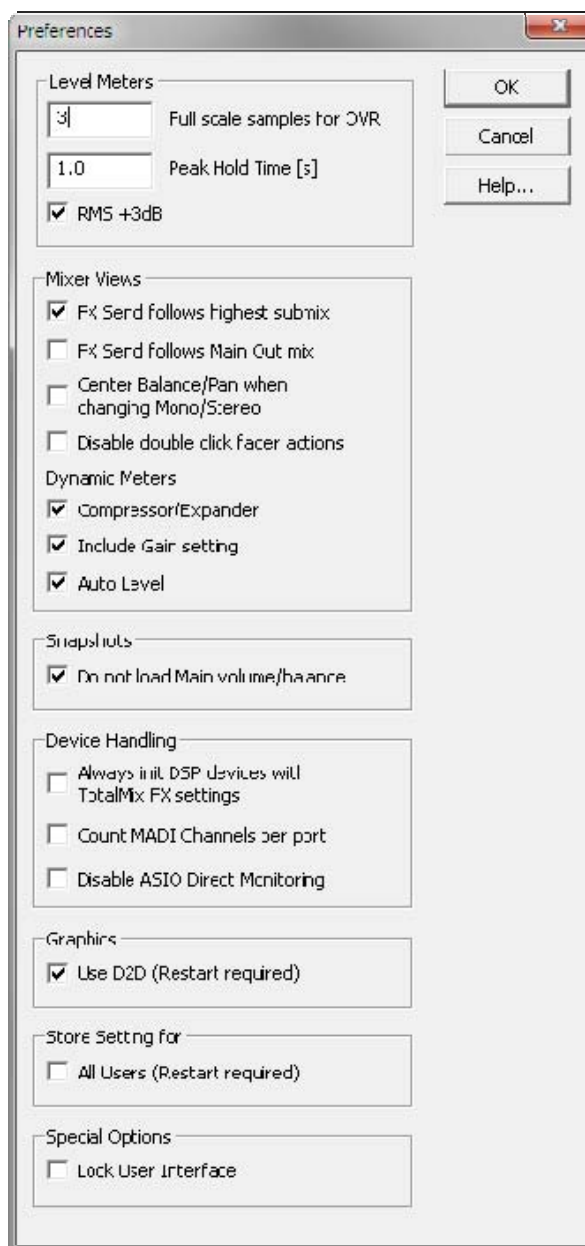 Preferences
Level Meters
3
Full scale samples for OVR
1.0
Peak Hold Time [s]
RMS +3dB
OK
Cancel
Help...
Mixer Views
FX Send follows highest submix
FX Send follows Main Out mix
Center Balance/Pan when
changing Mono/Stereo
Disable double click fader actions
Dynamic Meters
Compressor/Expander
Include Gain setting
Auto Level
Snapshots
Do not load Main volume/balance
Device Handling
Always init DSP devices with
TotalMix FX settings
Count MADI Channels per port
Disable ASIO Direct Monitoring
Graphics
Use D2D (Restart required)
Store Setting for
All Users (Restart required)
Special Options
Lock User Interface